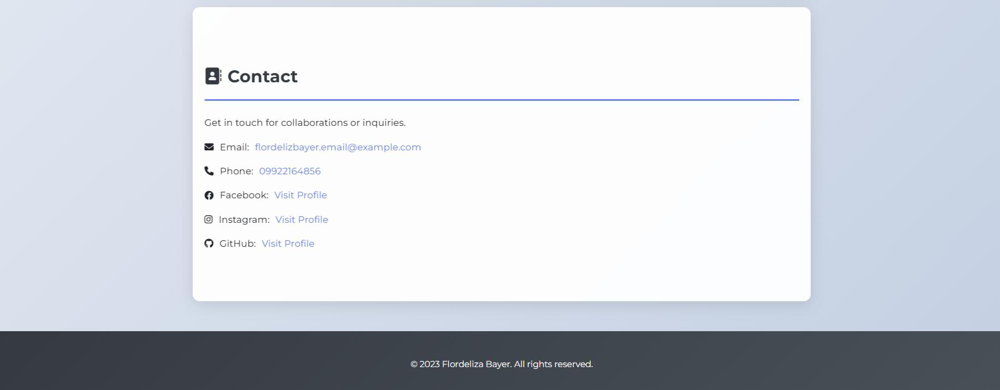 Contact
Get in touch for collaborations or inquiries.
Email: flordelizbayer.email@example.com
Phone: 09922164856
Facebook: Visit Profile
Instagram: Visit Profile
GitHub: Visit Profile
© 2023 Flordeliza Bayer. All rights reserved.